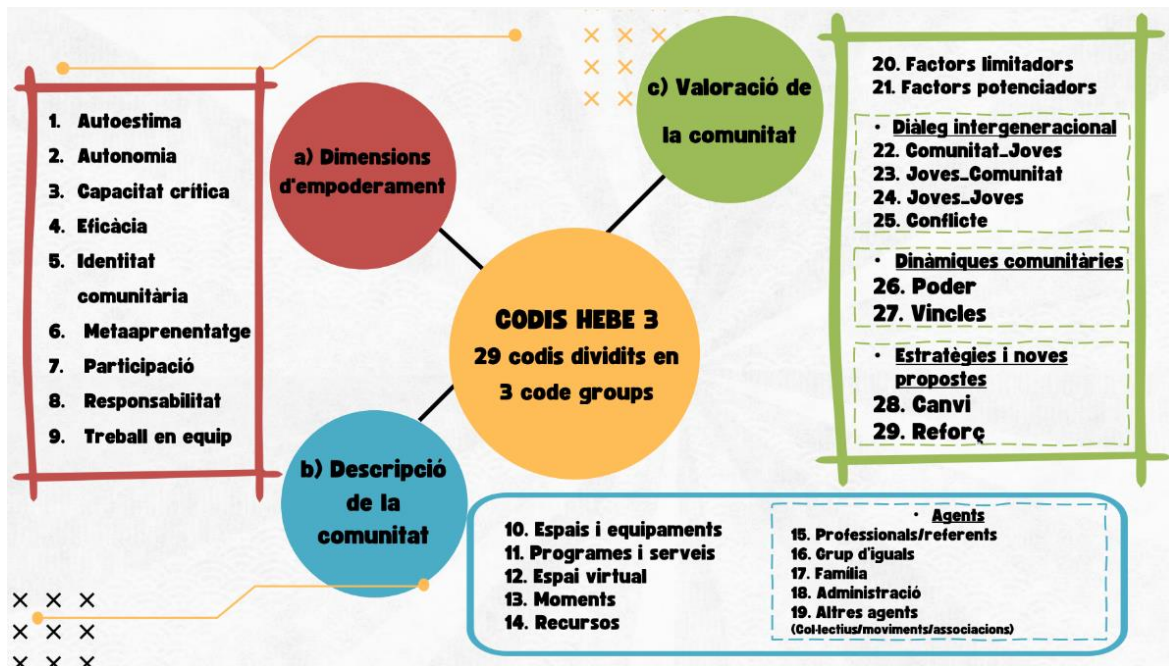 1. Autoestima
2. Autonomia
3. Capacitat crítica
4. Eficàcia
5. Identitat
comunitària
6. Metaaprenentatge
7. Participació
8. Responsabilitat
9. Treball en equip
a) Dimensions
d'empoderament
c) Valoració de
la comunitat
20. Factors limitadors
21. Factors potenciadors
• Diàleg intergeneracional
22. Comunitat_Joves
23. Joves_Comunitat
24. Joves_Joves
25. Conflicte
• Dinàmiques comunitàries
26. Poder
27. Vincles
• Estratègies i noves
propostes
28. Canvi
29. Reforç
CODIS HEBE 3
29 codis dividits en
3 code groups
b) Descripció
de la
comunitat
10. Espais i equipaments
11. Programes i serveis
12. Espai virtual
13. Moments
14. Recursos
• Agents
15. Professionals/referents
16. Grup d'iguals
17. Família
18. Administració
19. Altres agents
(Col·lectius/moviments/associacions)